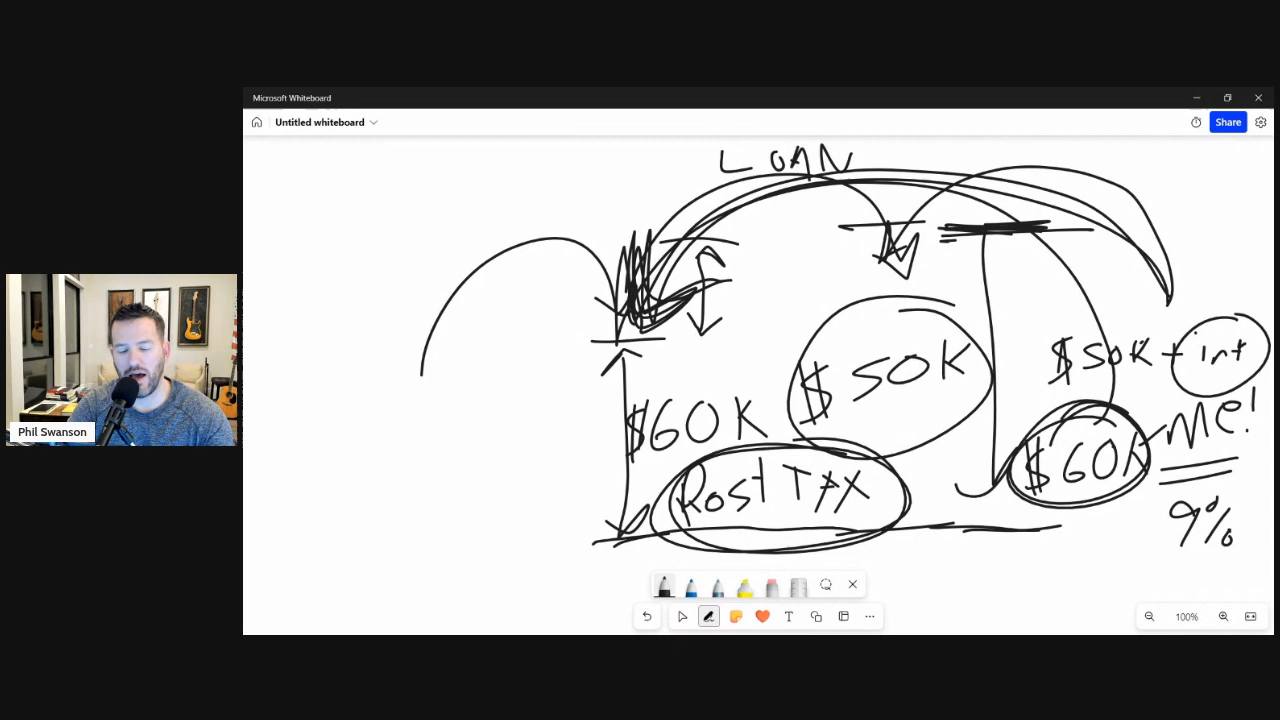 Microsoft Whiteboard
Untitled whiteboard
Share
LOAN
$50K + int
$50K
ME!
$60K
$60K
Post TAX
9%
Phil Swanson
T
100%